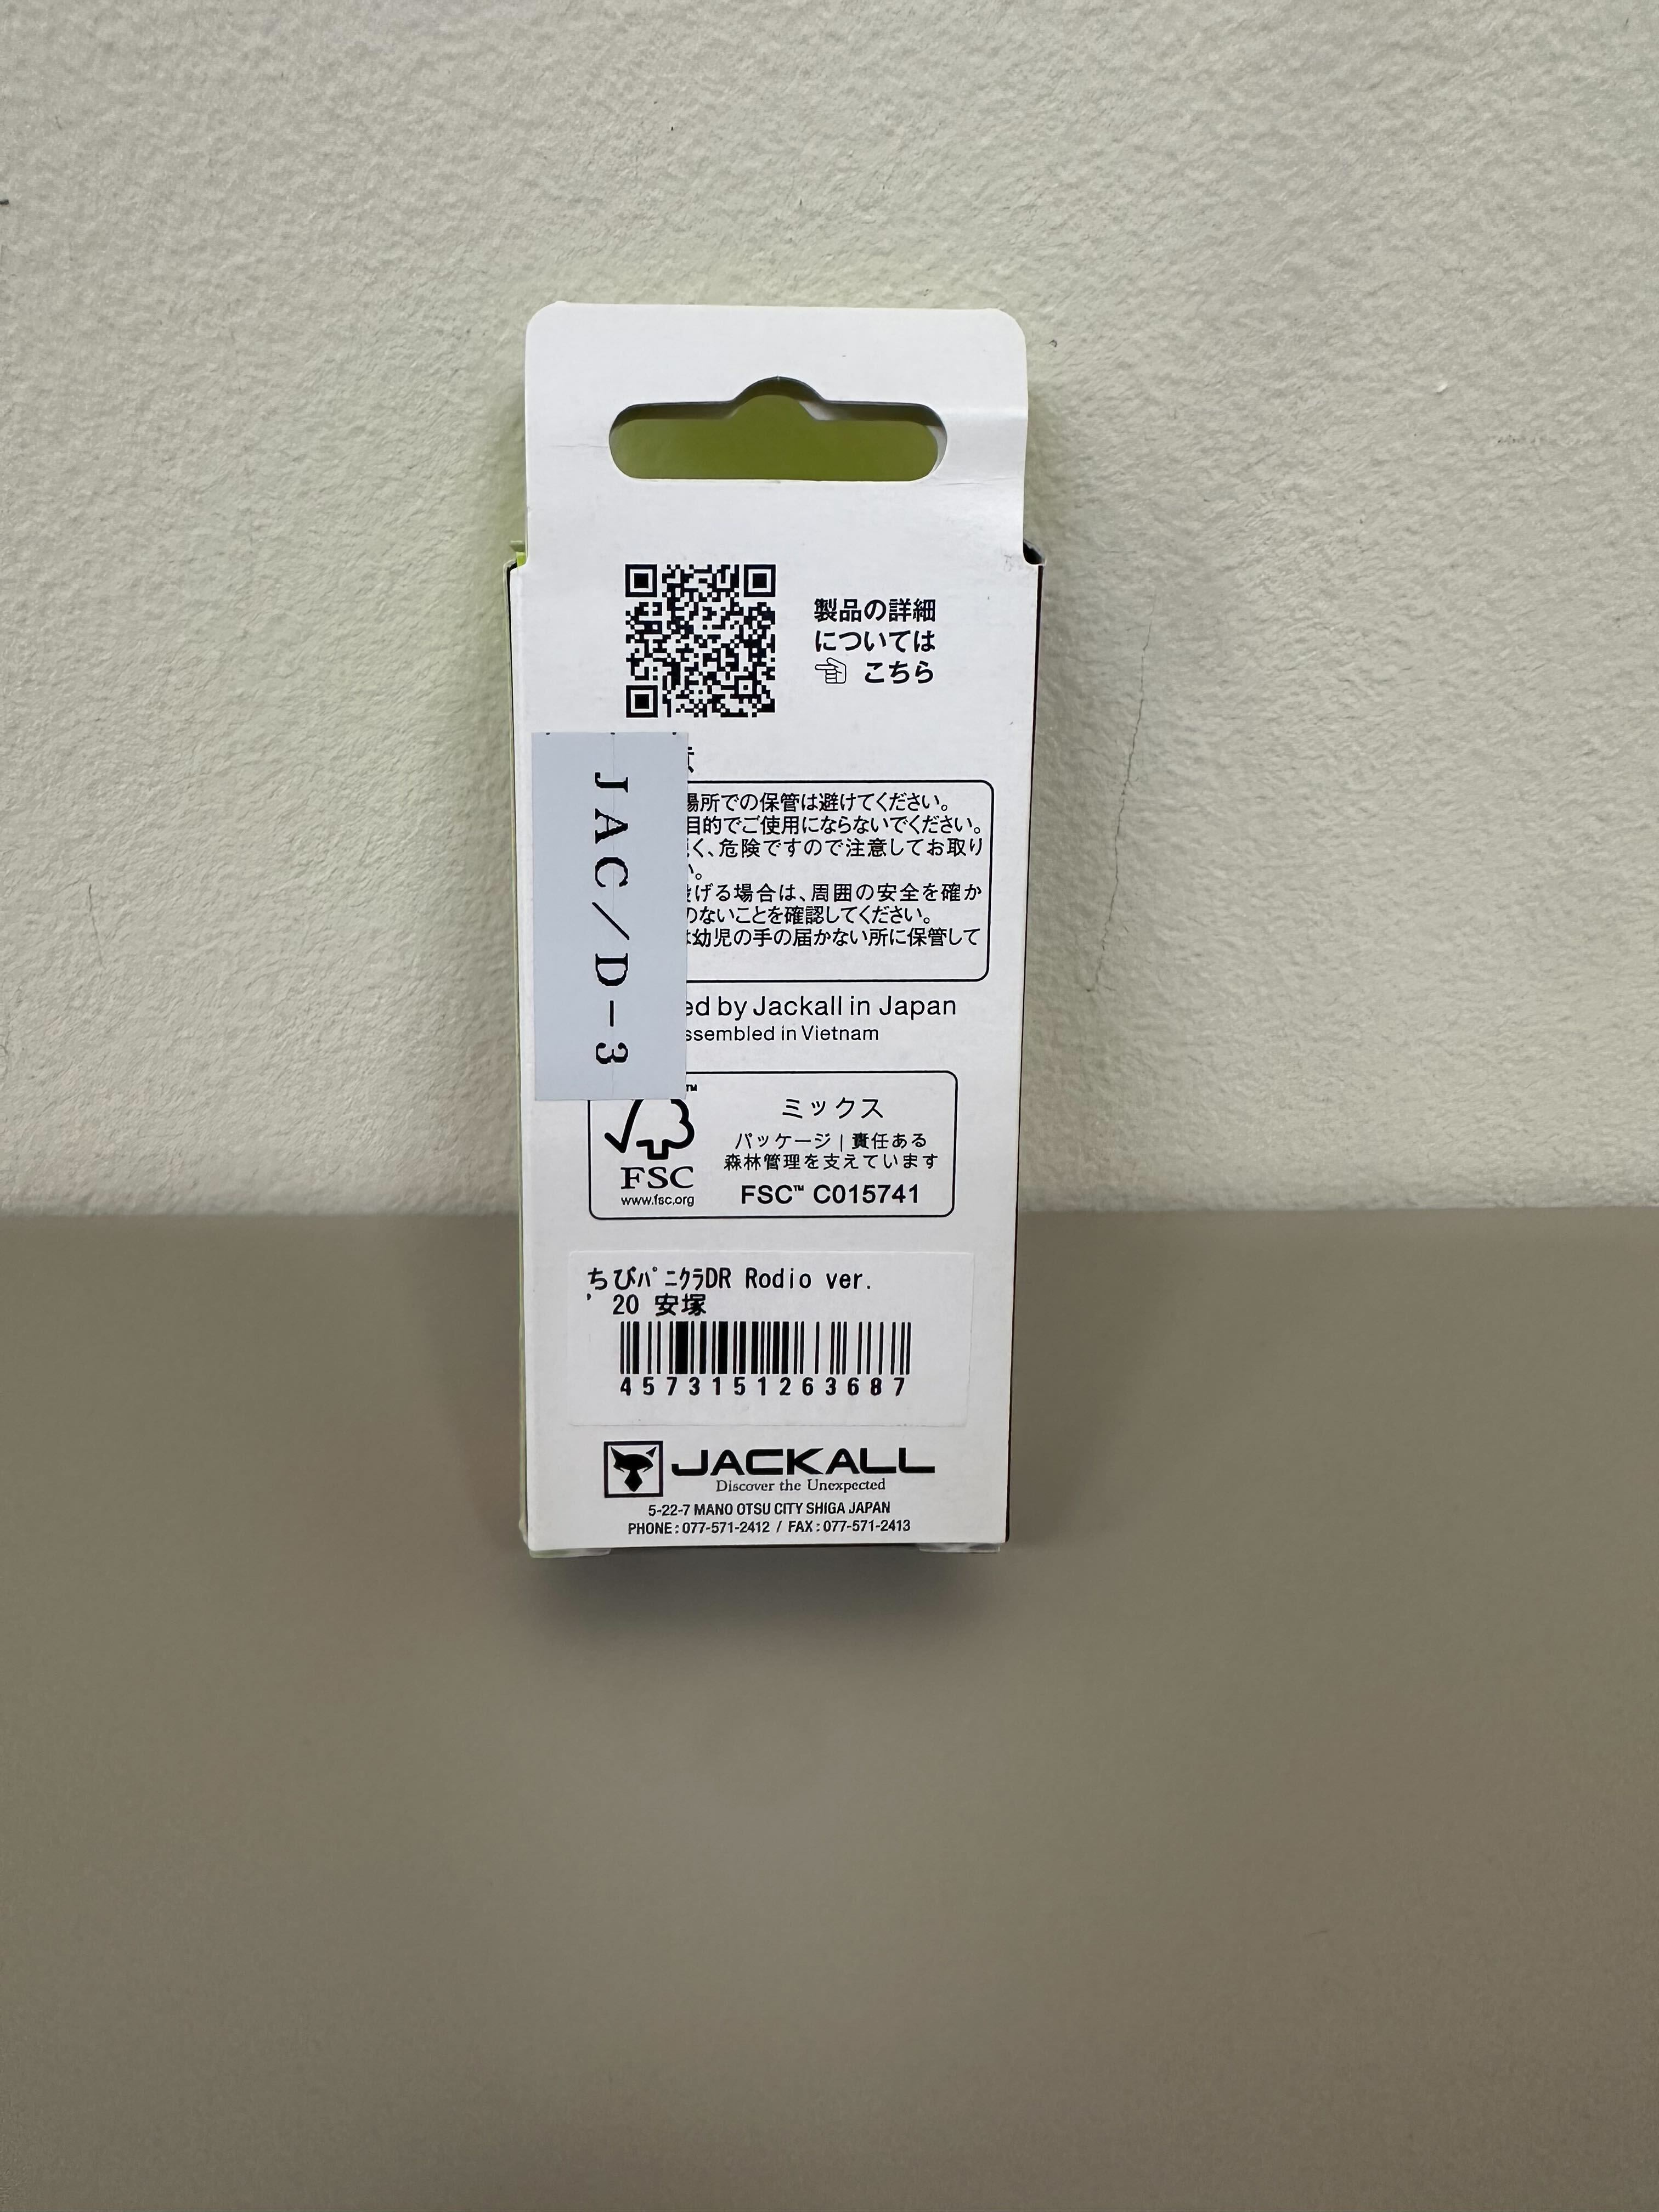 製品の詳細
については
こちら
JAC/D-3
場所での保管は避けてください。
目的でご使用にならないでください。
く、危険ですので注意してお取り
い。
げる場合は、周囲の安全を確か
のないことを確認してください。
は幼児の手の届かない所に保管して
ed by Jackall in Japan
ssembled in Vietnam
™
ミックス
パッケージ | 責任ある
森林管理を支えています
FSC
www.fsc.org
FSC™ C015741
ちびﾊﾟﾆｸﾗDR Rodio ver.
’20 安塚
4573151263687
JACKALL
Discover the Unexpected
5-22-7 MANO OTSU CITY SHIGA JAPAN
PHONE : 077-571-2412 / FAX : 077-571-2413